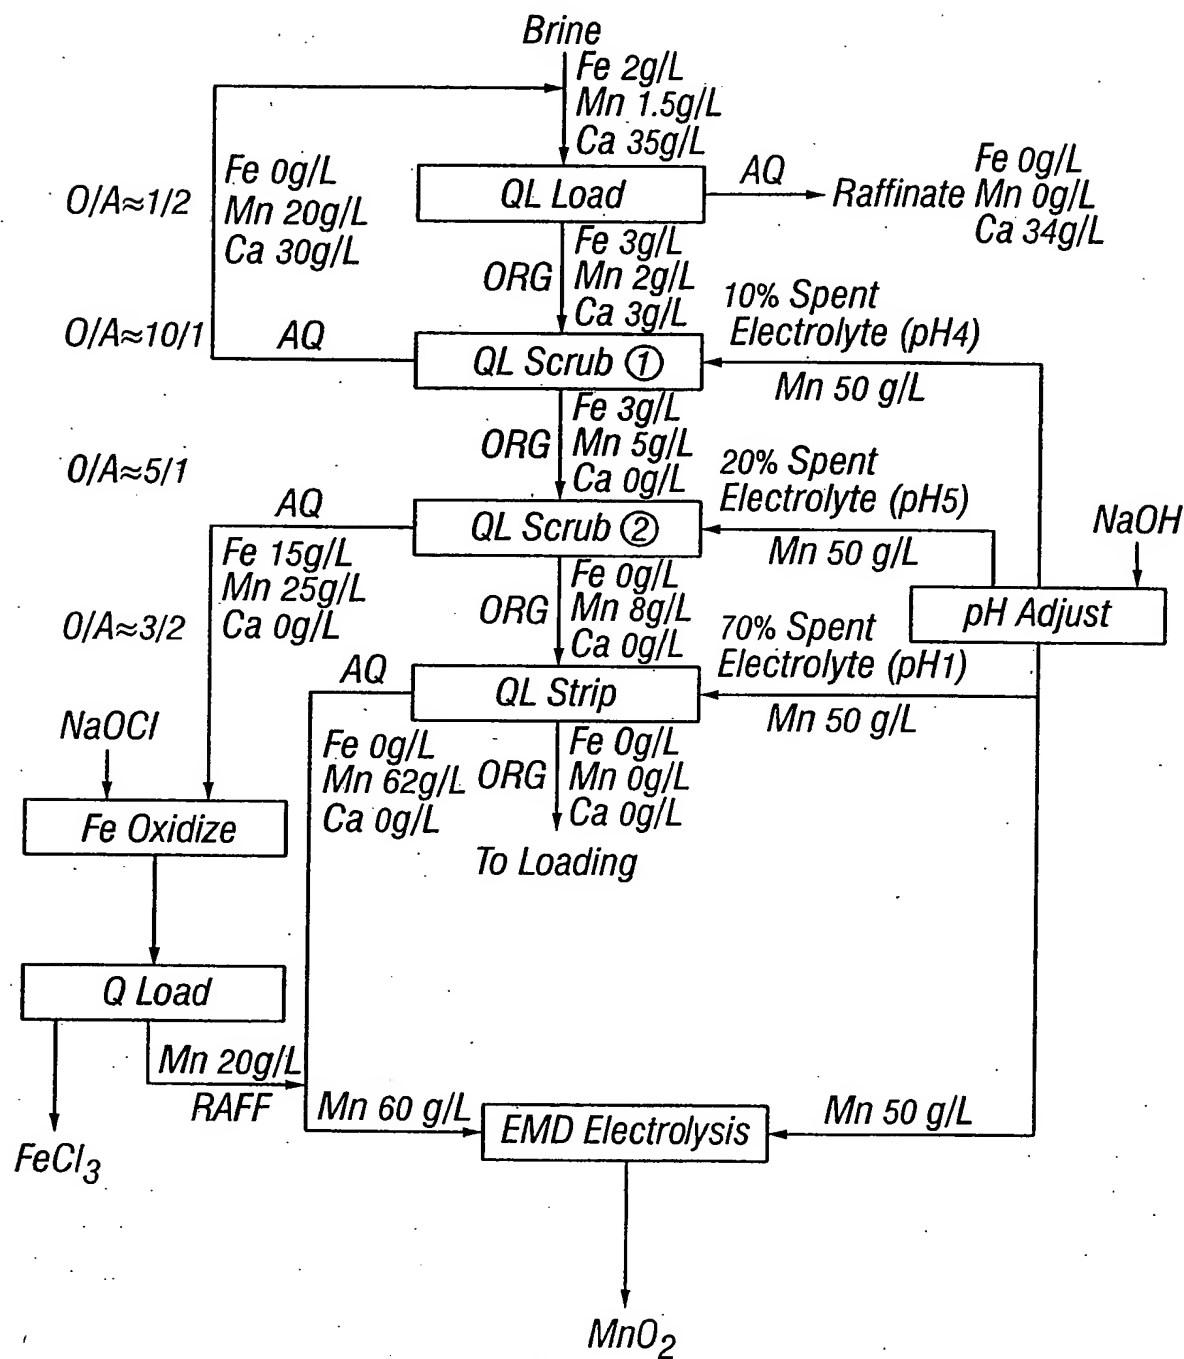 Brine
Fe 2g/L
Mn 1.5g/L
Ca 35g/L
QL Load
AQ
Raffinate
Fe 0g/L
Mn 0g/L
Ca 34g/L
O/A≈1/2
Fe 0g/L
Mn 20g/L
Ca 30g/L
ORG
Fe 3g/L
Mn 2g/L
Ca 3g/L
10% Spent
Electrolyte (pH4)
Mn 50 g/L
O/A≈10/1
AQ
QL Scrub ①
ORG
Fe 3g/L
Mn 5g/L
Ca 0g/L
20% Spent
Electrolyte (pH5)
Mn 50 g/L
O/A≈5/1
AQ
QL Scrub ②
NaOH
pH Adjust
Fe 15g/L
Mn 25g/L
Ca 0g/L
ORG
Fe 0g/L
Mn 8g/L
Ca 0g/L
70% Spent
Electrolyte (pH1)
Mn 50 g/L
O/A≈3/2
AQ
QL Strip
NaOCl
Fe 0g/L
Mn 62g/L
Ca 0g/L
ORG
Fe 0g/L
Mn 0g/L
Ca 0g/L
Fe Oxidize
To Loading
Q Load
Mn 20g/L
RAFF
Mn 60 g/L
EMD Electrolysis
Mn 50 g/L
FeCl3
MnO2